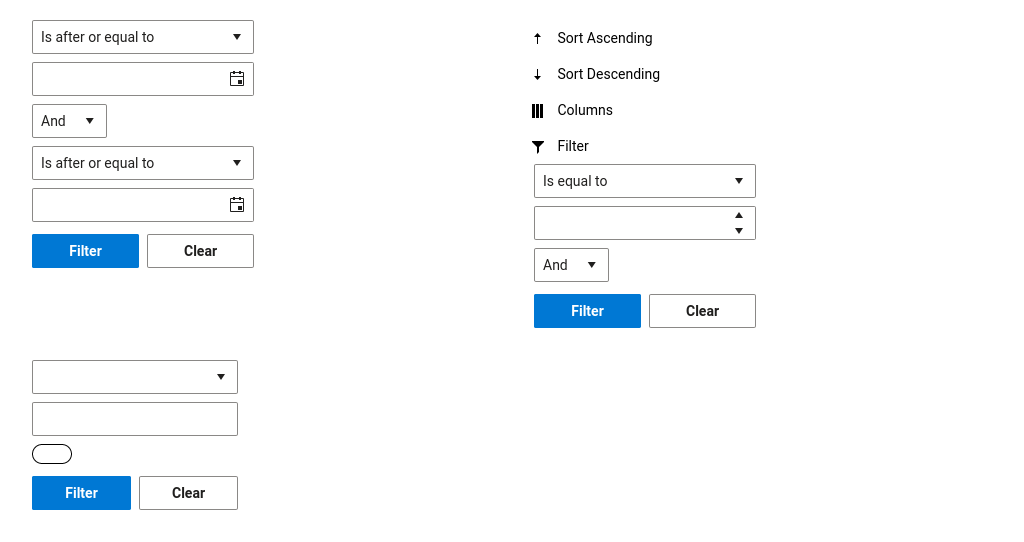 Is after or equal to
And
Is after or equal to
Filter Clear
Sort Ascending
Sort Descending
Columns
Filter
Is equal to
And
Filter Clear
Filter Clear